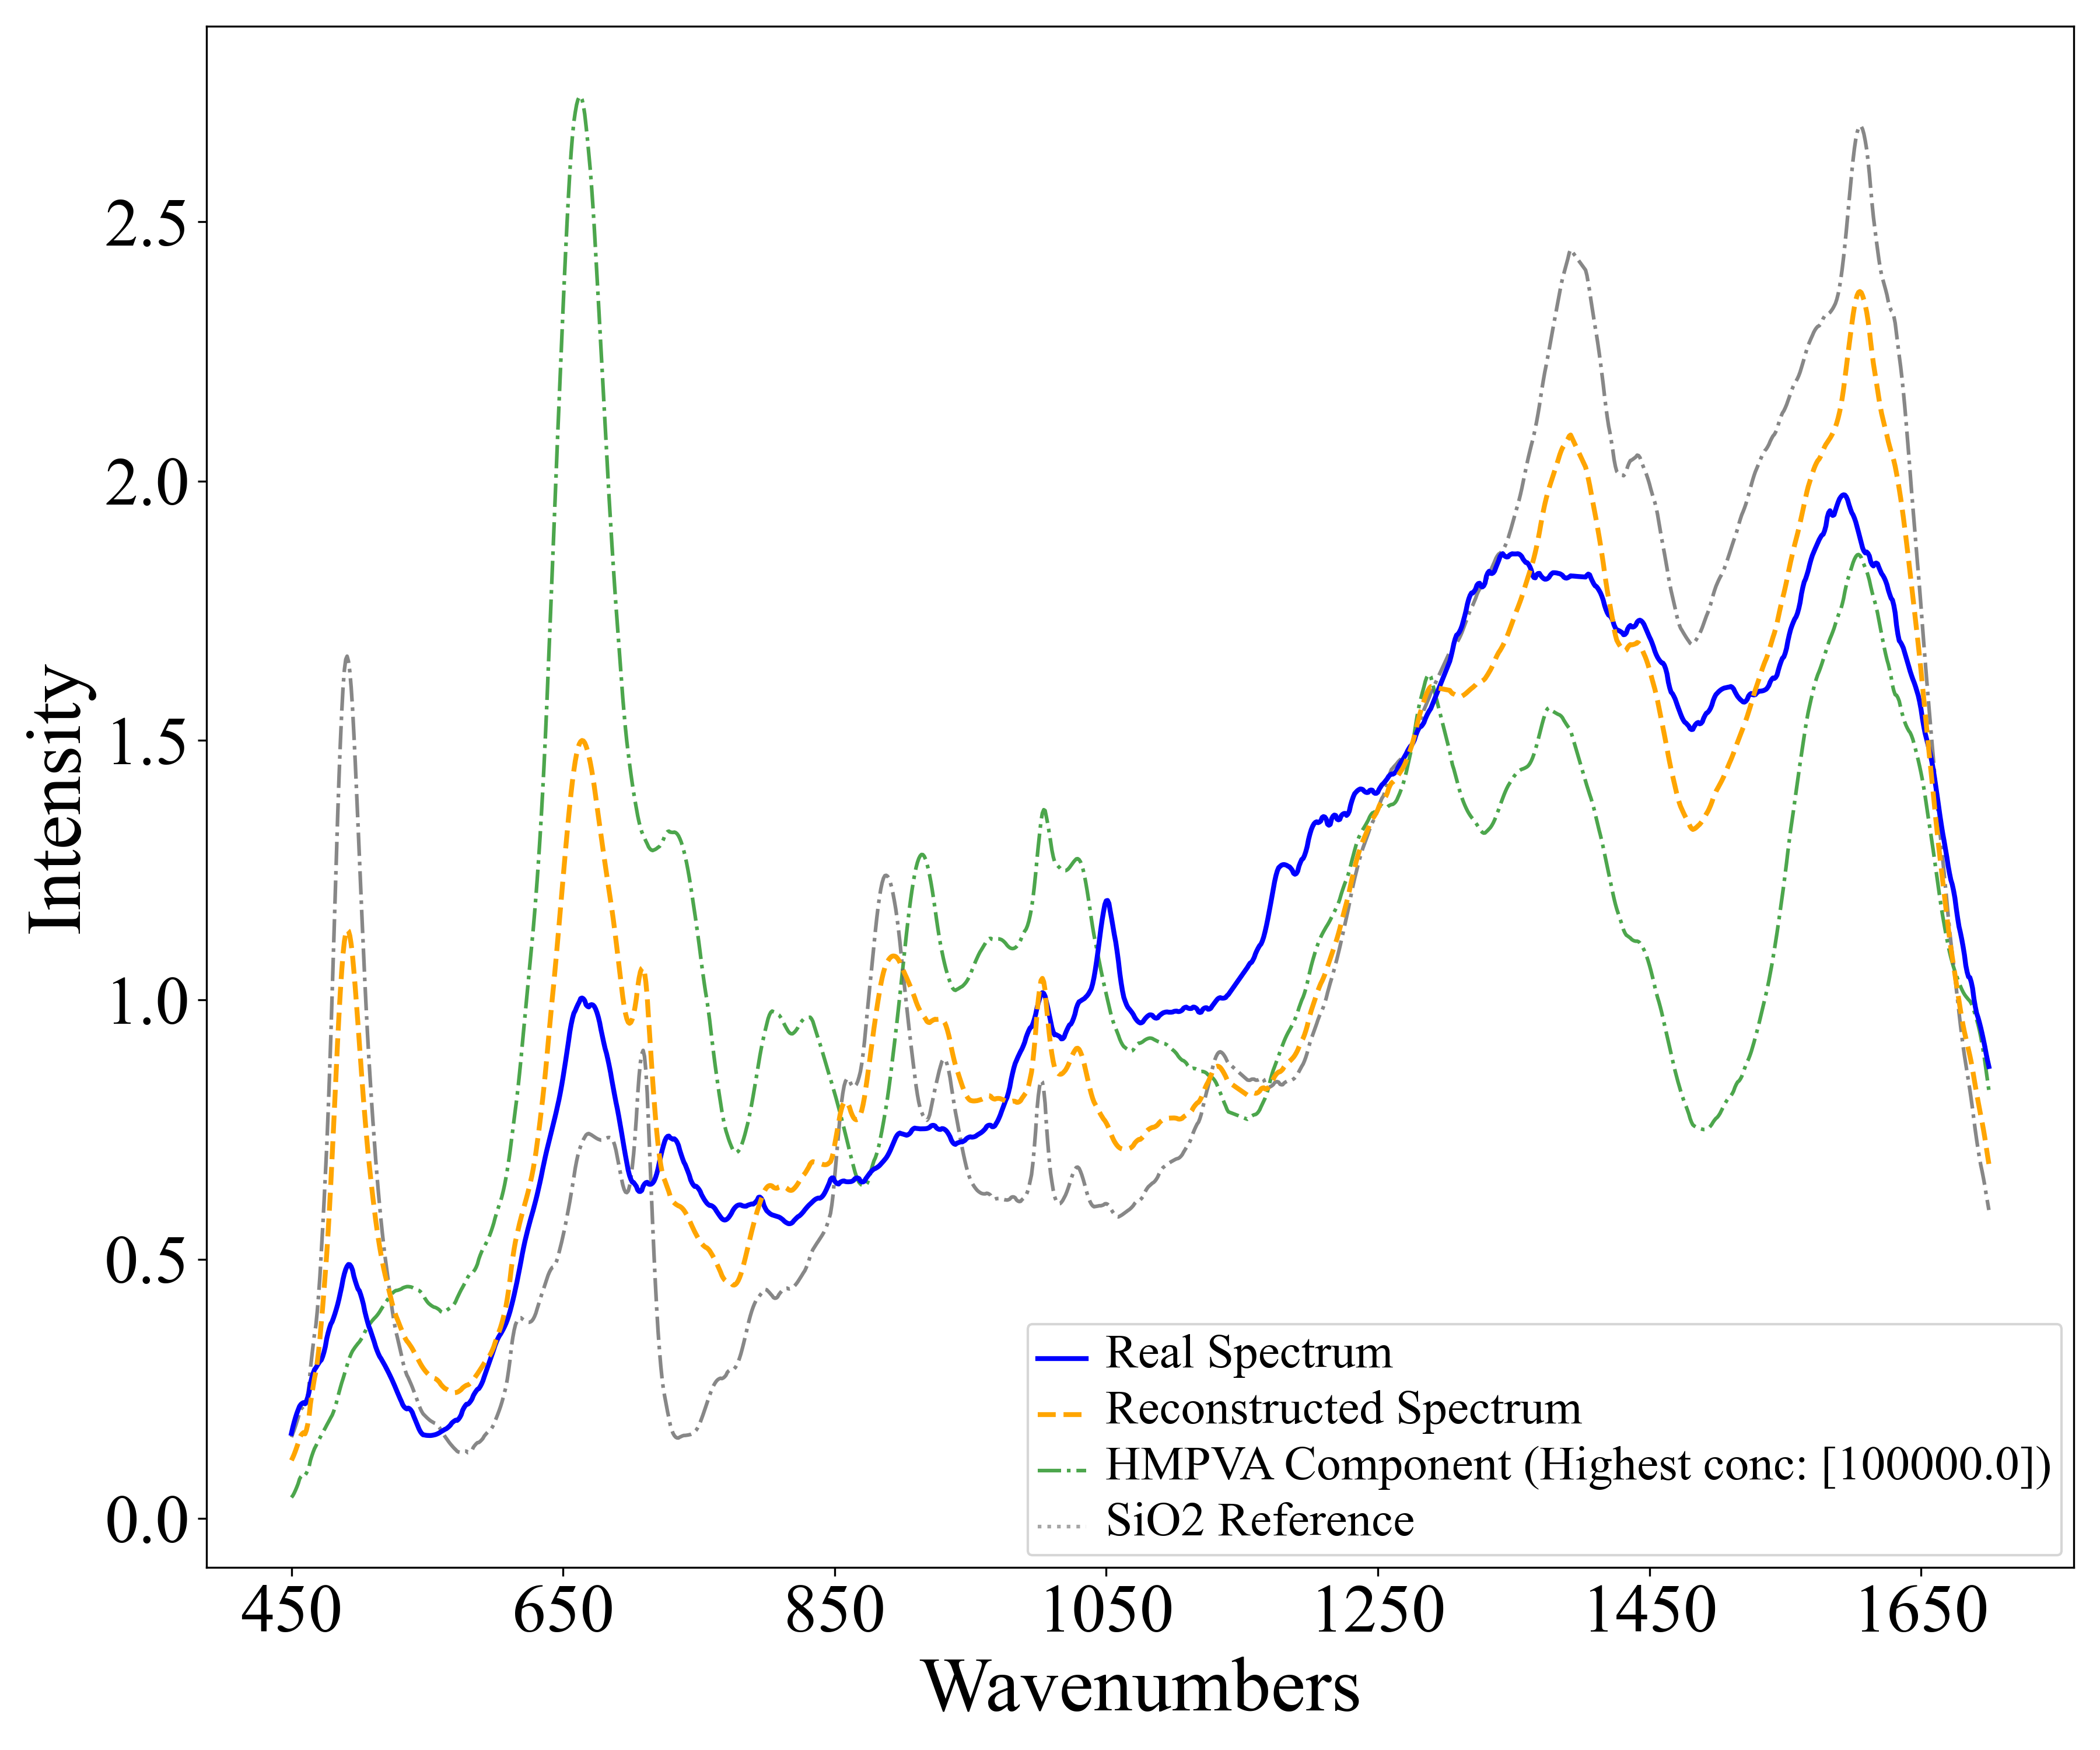 Intensity
2.5
2.0
1.5
1.0
0.5
0.0
450 650 850 1050 1250 1450 1650
Wavenumbers
Real Spectrum
Reconstructed Spectrum
HMPVA Component (Highest conc: [100000.0])
SiO2 Reference